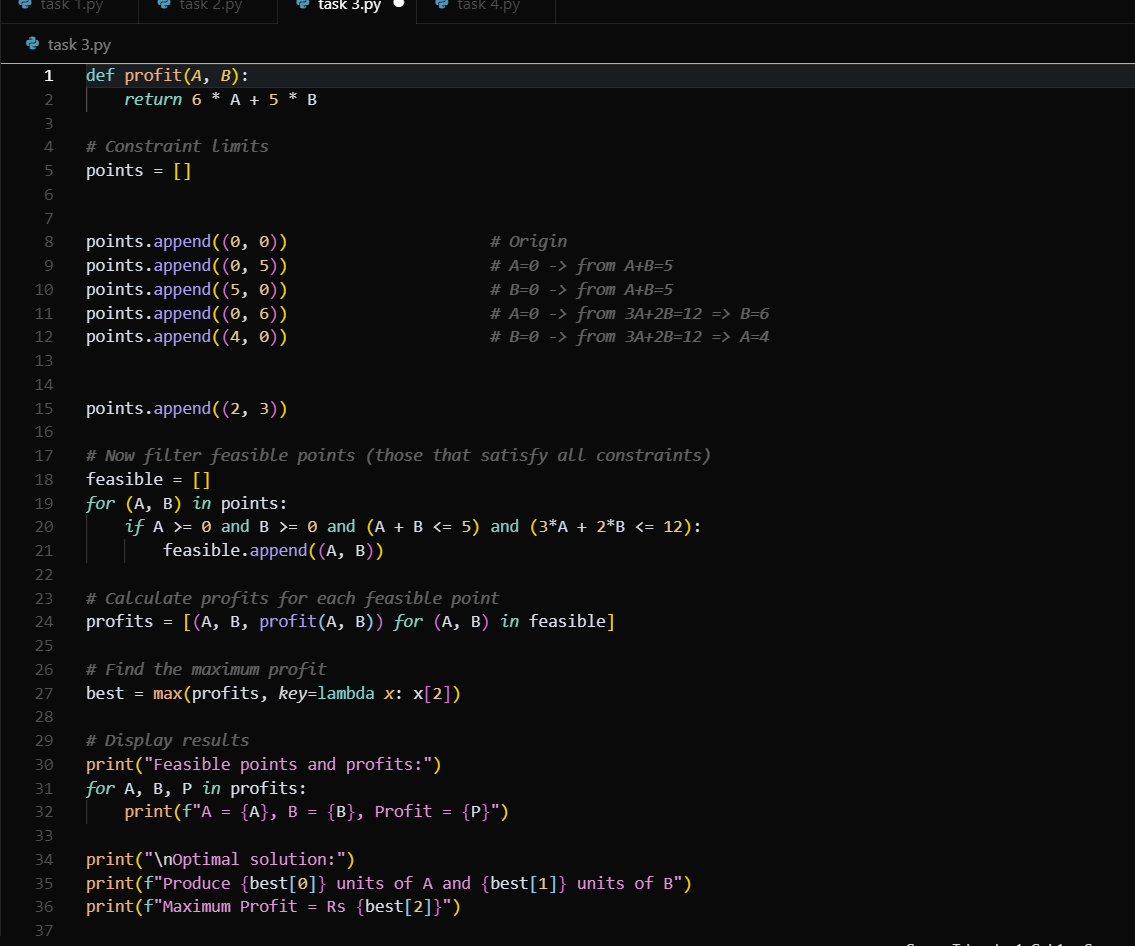 task 1.py
task 2.py
task 3.py
task 4.py
task 3.py
1 def profit(A, B):
2     return 6 * A + 5 * B
3
4 # Constraint limits
5 points = []
6
7
8 points.append((0, 0))                     # Origin
9 points.append((0, 5))                     # A=0 -> from A+B=5
10 points.append((5, 0))                     # B=0 -> from A+B=5
11 points.append((0, 6))                     # A=0 -> from 3A+2B=12 => B=6
12 points.append((4, 0))                     # B=0 -> from 3A+2B=12 => A=4
13
14
15 points.append((2, 3))
16
17 # Now filter feasible points (those that satisfy all constraints)
18 feasible = []
19 for (A, B) in points:
20     if A >= 0 and B >= 0 and (A + B <= 5) and (3*A + 2*B <= 12):
21         feasible.append((A, B))
22
23 # Calculate profits for each feasible point
24 profits = [(A, B, profit(A, B)) for (A, B) in feasible]
25
26 # Find the maximum profit
27 best = max(profits, key=lambda x: x[2])
28
29 # Display results
30 print("Feasible points and profits:")
31 for A, B, P in profits:
32     print(f"A = {A}, B = {B}, Profit = {P}")
33
34 print("\nOptimal solution:")
35 print(f"Produce {best[0]} units of A and {best[1]} units of B")
36 print(f"Maximum Profit = Rs {best[2]}")
37